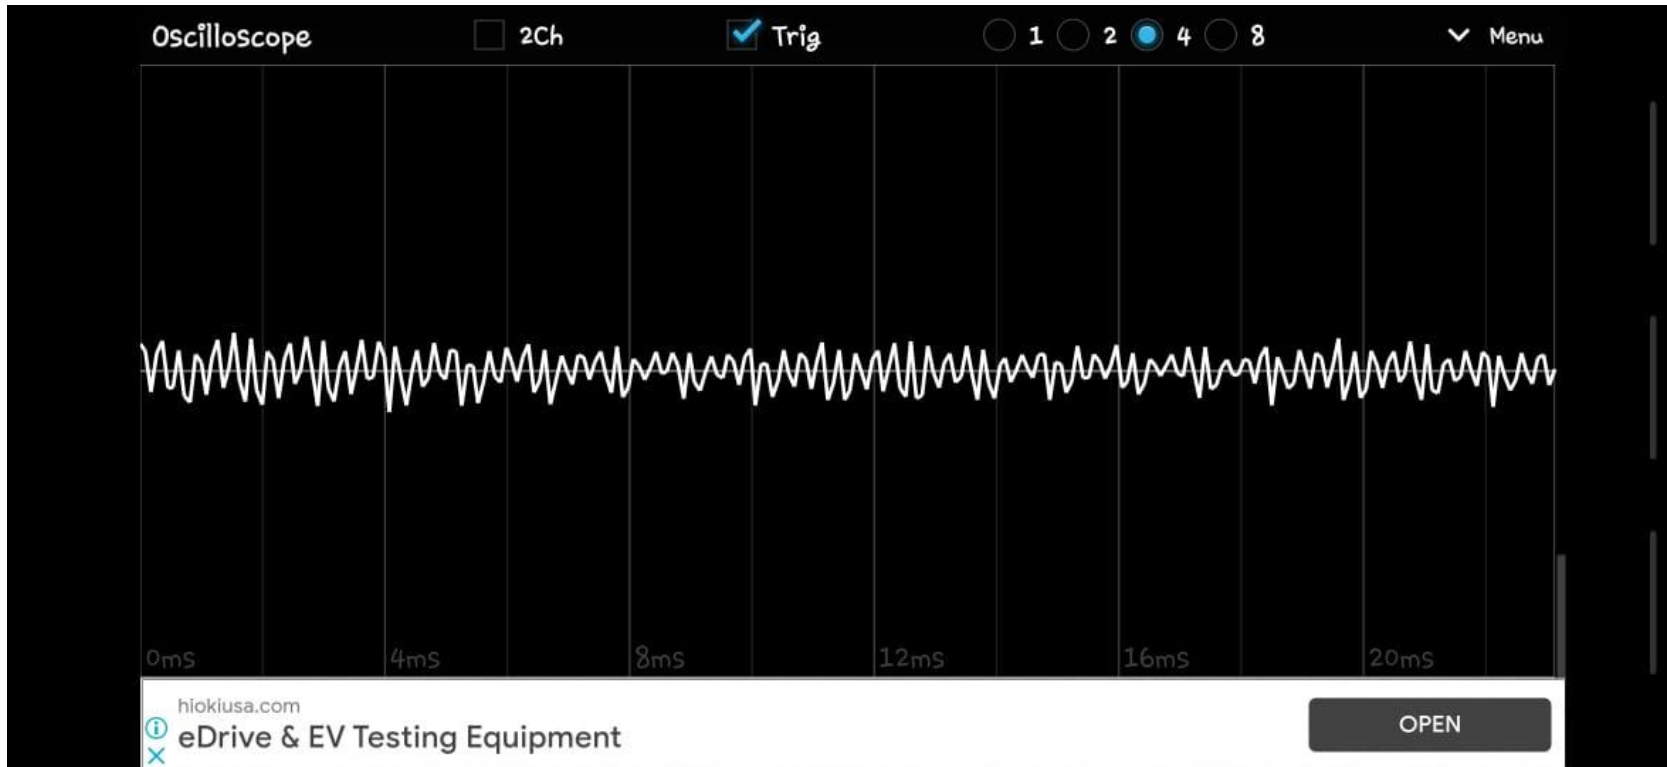 Oscilloscope 2Ch Trig 1 2 4 8 Menu
0ms 4ms 8ms 12ms 16ms 20ms
hiokiusa.com
eDrive & EV Testing Equipment
OPEN